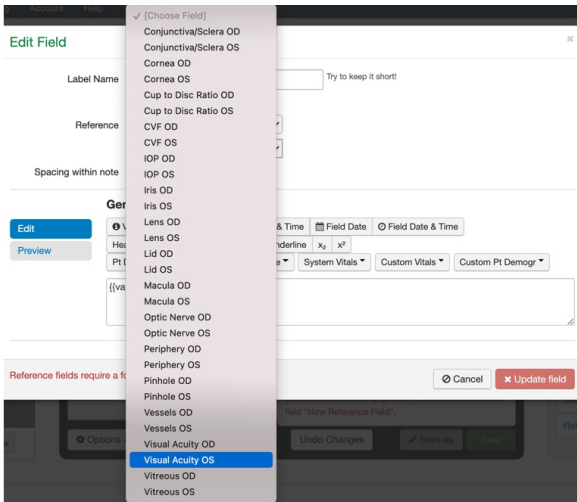 Account Help
Edit Field
×
Label Name
Try to keep it short!
Reference
Spacing within note
✓ [Choose Field]
Conjunctiva/Sclera OD
Conjunctiva/Sclera OS
Cornea OD
Cornea OS
Cup to Disc Ratio OD
Cup to Disc Ratio OS
CVF OD
CVF OS
IOP OD
IOP OS
Iris OD
Iris OS
Lens OD
Lens OS
Lid OD
Lid OS
Macula OD
Macula OS
Optic Nerve OD
Optic Nerve OS
Periphery OD
Periphery OS
Pinhole OD
Pinhole OS
Vessels OD
Vessels OS
Visual Acuity OD
Visual Acuity OS
Vitreous OD
Vitreous OS
Gen
Edit
Preview
V
& Time
Field Date
Field Date & Time
Hea
nderline
x₂
x²
Pt D
System Vitals
Custom Vitals
Custom Pt Demogr
{{va
Reference fields require a fo
Cancel
× Update field
field "New Reference Field".
Options
Undo Changes
Save as
Save